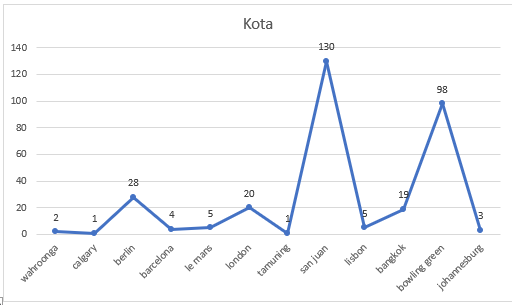 Kota
140
120
100
80
60
40
20
0
2
1
28
4
5
20
1
130
5
19
98
3
wahroonga
calgary
berlin
barcelona
le mans
london
tamuning
san juan
lisbon
bangkok
bowling green
johannesburg